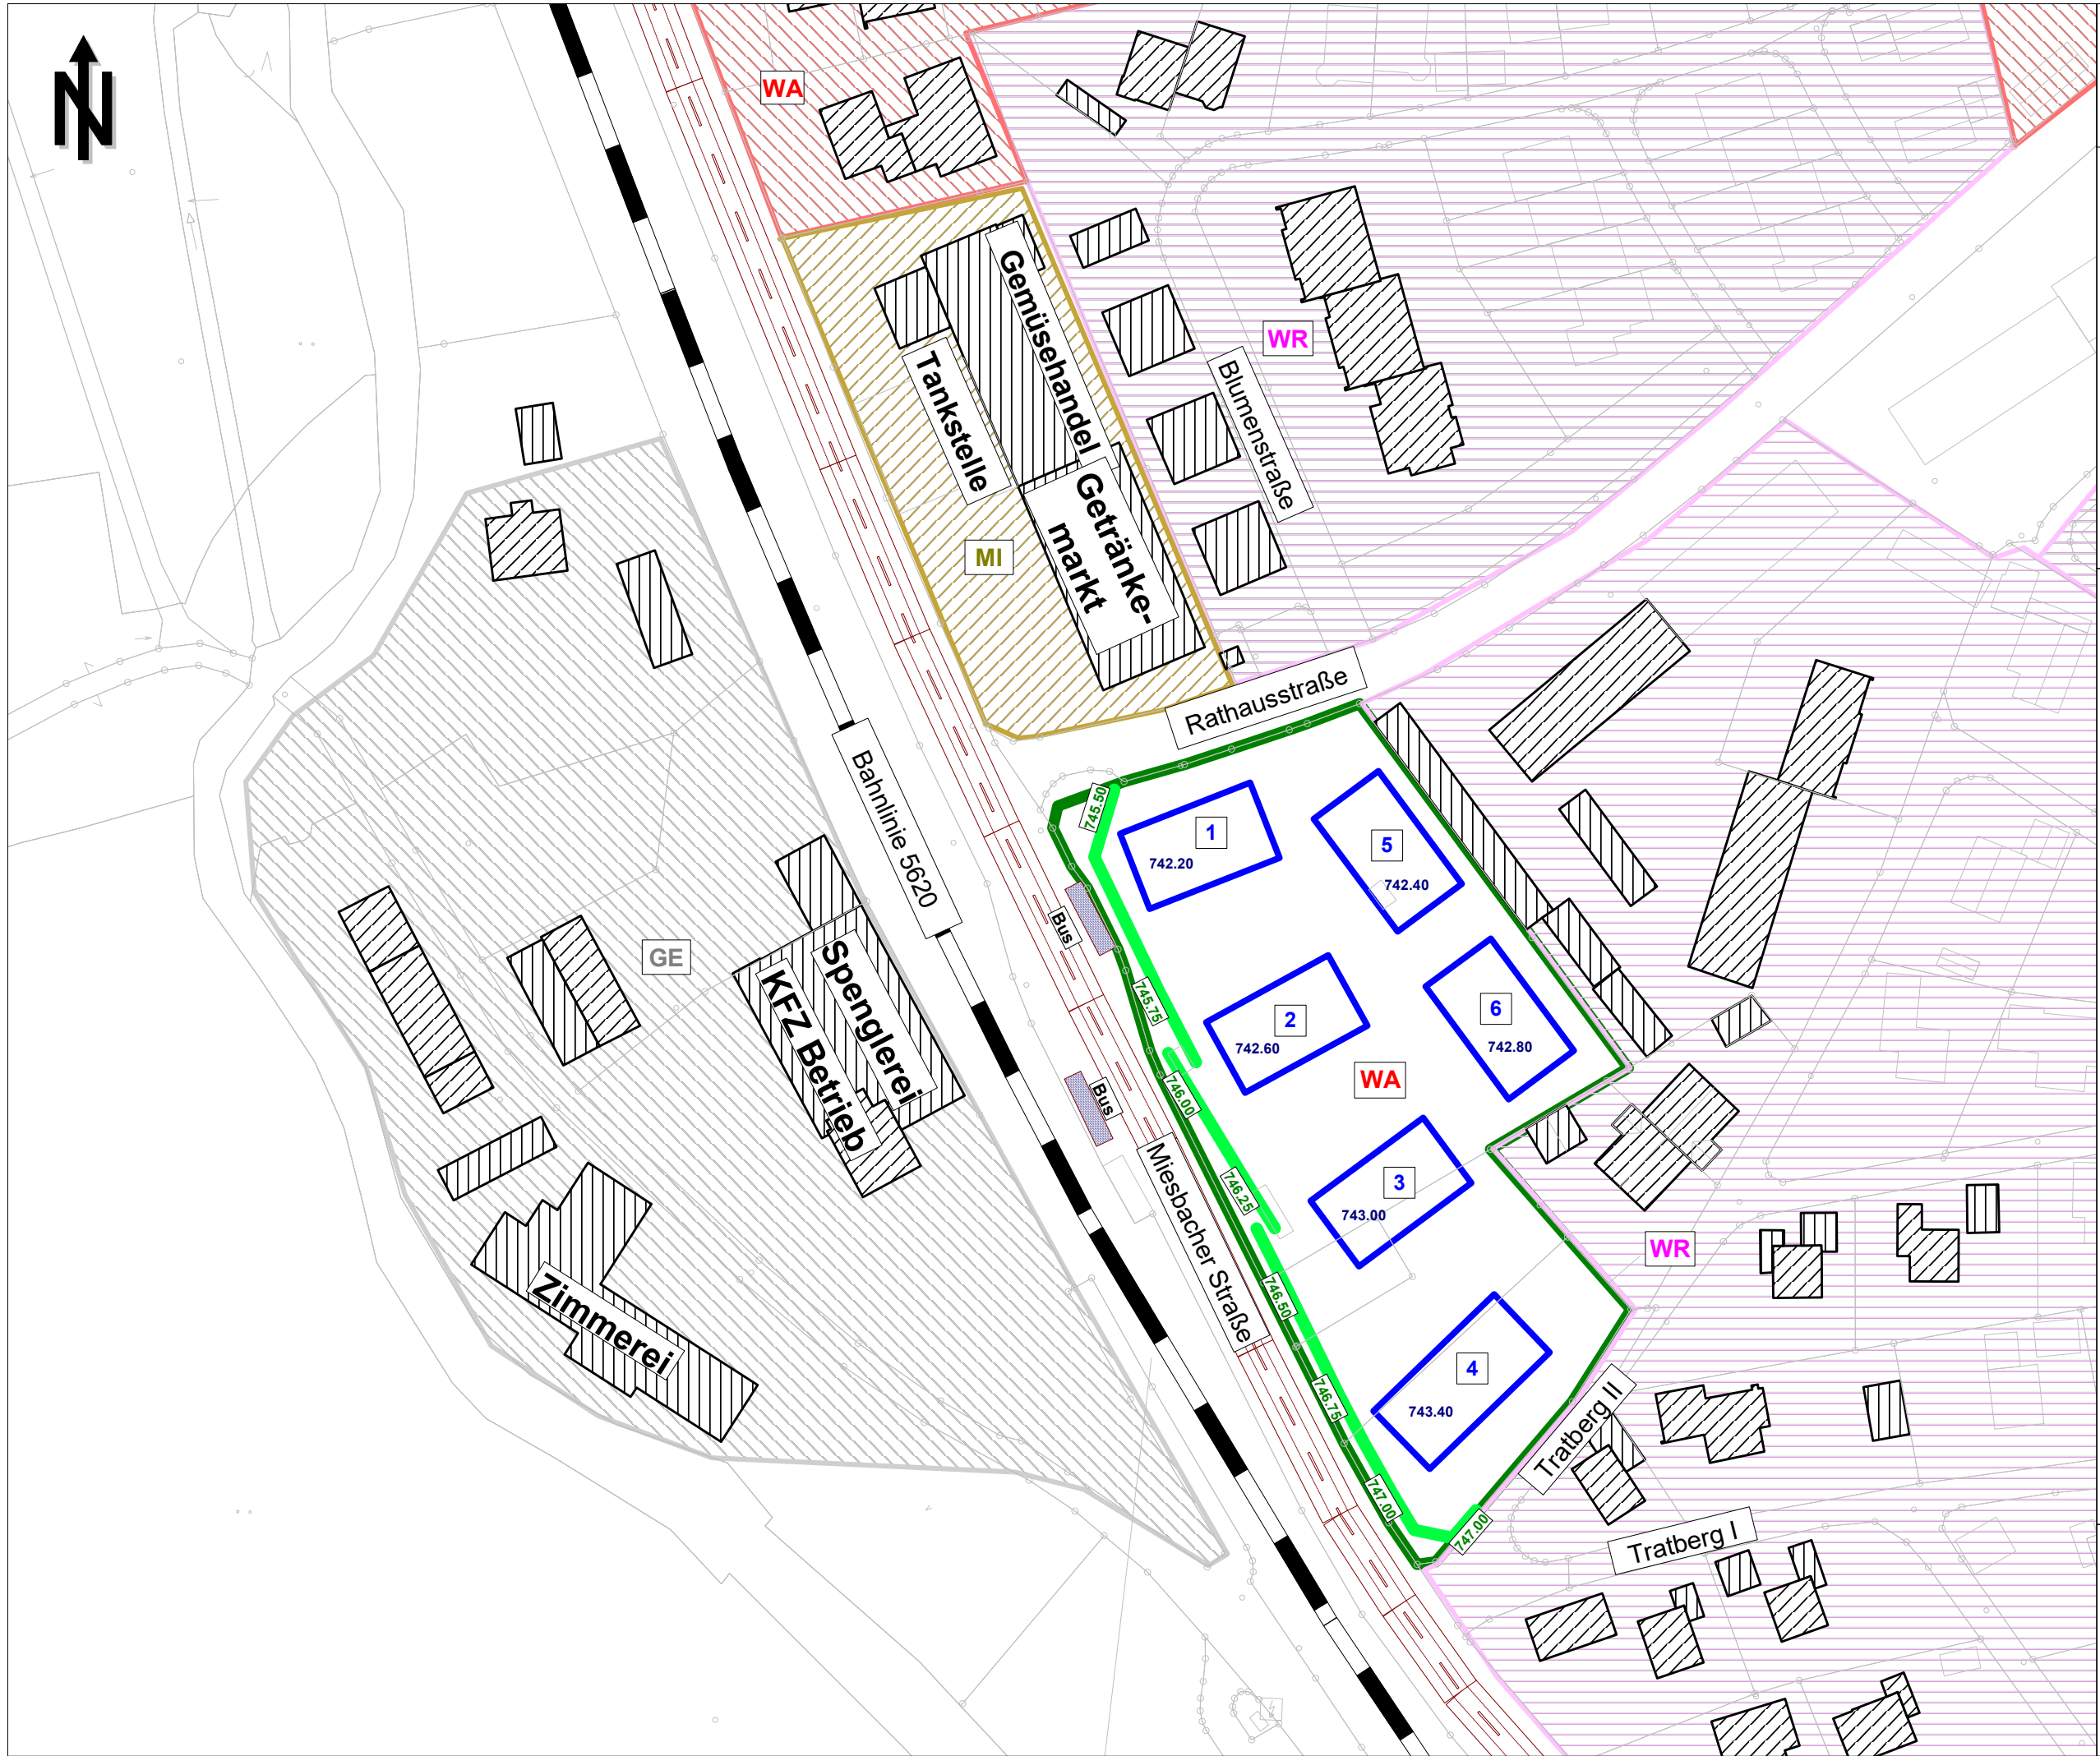 N
WA
Gemüsehandel
Tankstelle
WR
Blumenstraße
Getränke-
markt
MI
Rathausstraße
Bahnlinie 5620
745.50
1
742.20
5
742.40
Bus
GE
Spenglerei
KFZ Betrieb
745.75
2
742.60
6
742.80
WA
Bus
746.00
Miesbacher Straße
746.25
3
743.00
WR
Zimmerei
746.50
746.75
4
743.40
Tratberg II
747.00
747.00
Tratberg I